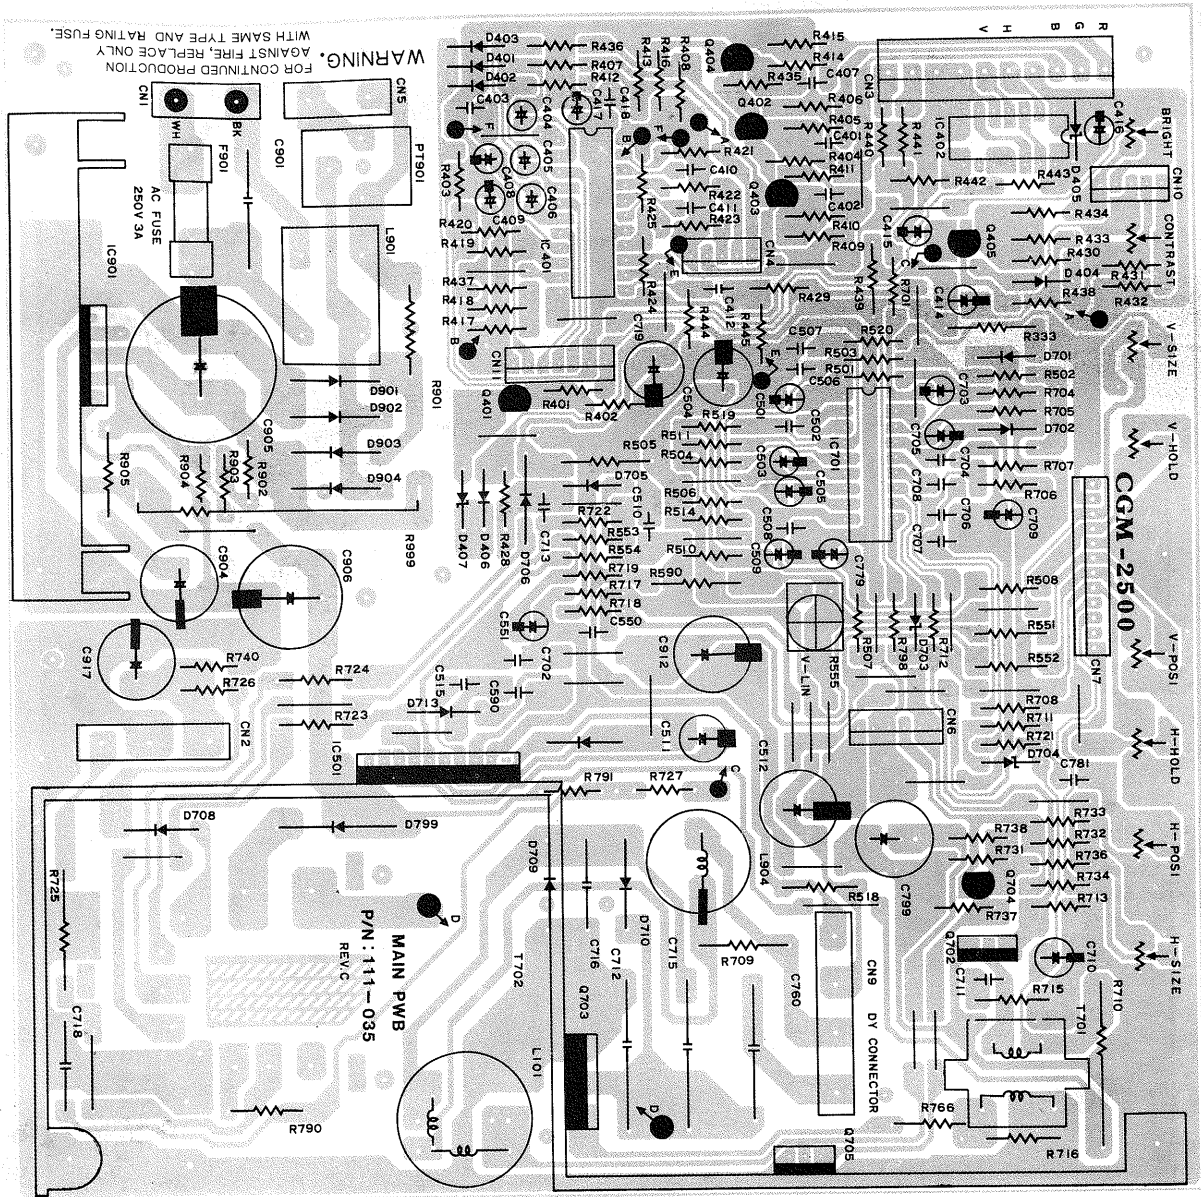 WARNING.
FOR CONTINUED PRODUCTION
AGAINST FIRE, REPLACE ONLY
WITH SAME TYPE AND RATING FUSE.
CN1
WH
BK
CN5
F901
C901
PT901
AC FUSE
250V 3A
IC901
L901
D901
D902
D903
D904
R901
C905
R905
R904
R903
R902
R999
C904
C906
C917
R740
R726
R724
R723
CN2
IC501
D403
D401
D402
C403
R436
R407
R412
C404
C417
C418
R413
R416
R408
Q404
R415
R414
C407
R435
Q402
R406
R405
C401
R404
R411
Q403
C402
R410
R409
F
B
F
A
R421
C410
R422
C411
R423
R425
R403
C405
C408
C406
C409
R420
R419
R437
R418
R417
B
IC401
R424
E
CN4
C412
R429
R444
R445
E
C719
CN11
Q401
R401
R402
C504
CN3
V
H
B
G
R
R440
R441
IC402
C416
BRIGHT
D405
CN10
R442
R443
R434
CONTRAST
C415
Q405
C
R433
R430
D404
R431
R438
R432
A
R439
R701
C414
R333
V-SIZE
C507
R520
R503
R501
C506
C501
C502
C503
C505
IC701
C508
C509
C779
C703
C705
C704
C708
C706
C707
C709
D701
R502
R704
R705
D702
R707
R706
V-HOLD
CGM-2500
CN7
R519
R511
R505
R504
D705
R506
R514
C510
R722
R553
R554
R510
R719
R717
R590
R718
C550
D407
D406
R428
D706
C713
C551
C702
C590
C515
D713
C912
V-LIN
R555
R507
R798
D703
R712
R508
R551
R552
V-POSI
R708
R711
R721
D704
CN6
C781
H-HOLD
C511
C512
R791
R727
C
R733
R732
R736
R734
R713
R738
R731
H-POSI
Q704
R737
L904
C799
R518
D708
D799
D709
R725
C718
D
MAIN PWB
P/N:111-035
REV.C
T702
L101
R790
C716
D710
C712
C715
R709
C760
Q703
D
CN9
DY CONNECTOR
Q702
C711
C710
R715
R710
H-SIZE
T701
R766
R716
Q705